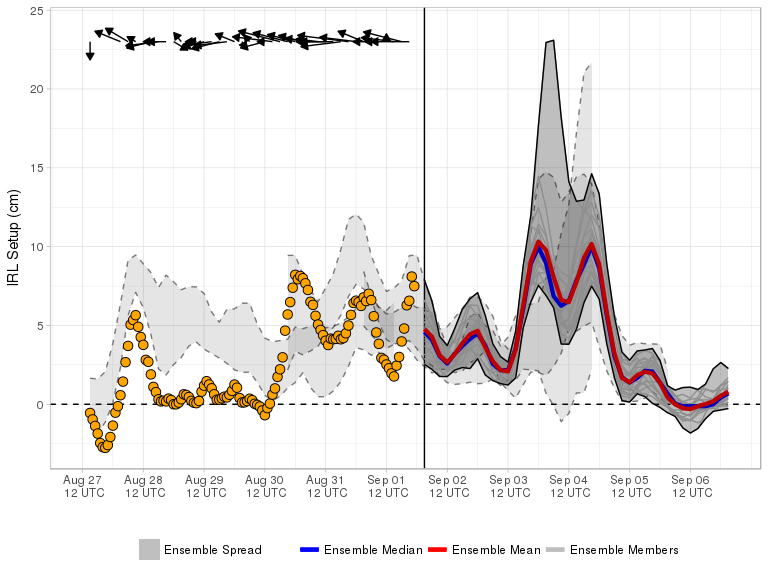 25
20
15
10
5
0
IRL Setup (cm)
Aug 27 Aug 28 Aug 29 Aug 30 Aug 31 Sep 01 Sep 02 Sep 03 Sep 04 Sep 05 Sep 06
12 UTC 12 UTC 12 UTC 12 UTC 12 UTC 12 UTC 12 UTC 12 UTC 12 UTC 12 UTC 12 UTC
Ensemble Spread Ensemble Median Ensemble Mean Ensemble Members